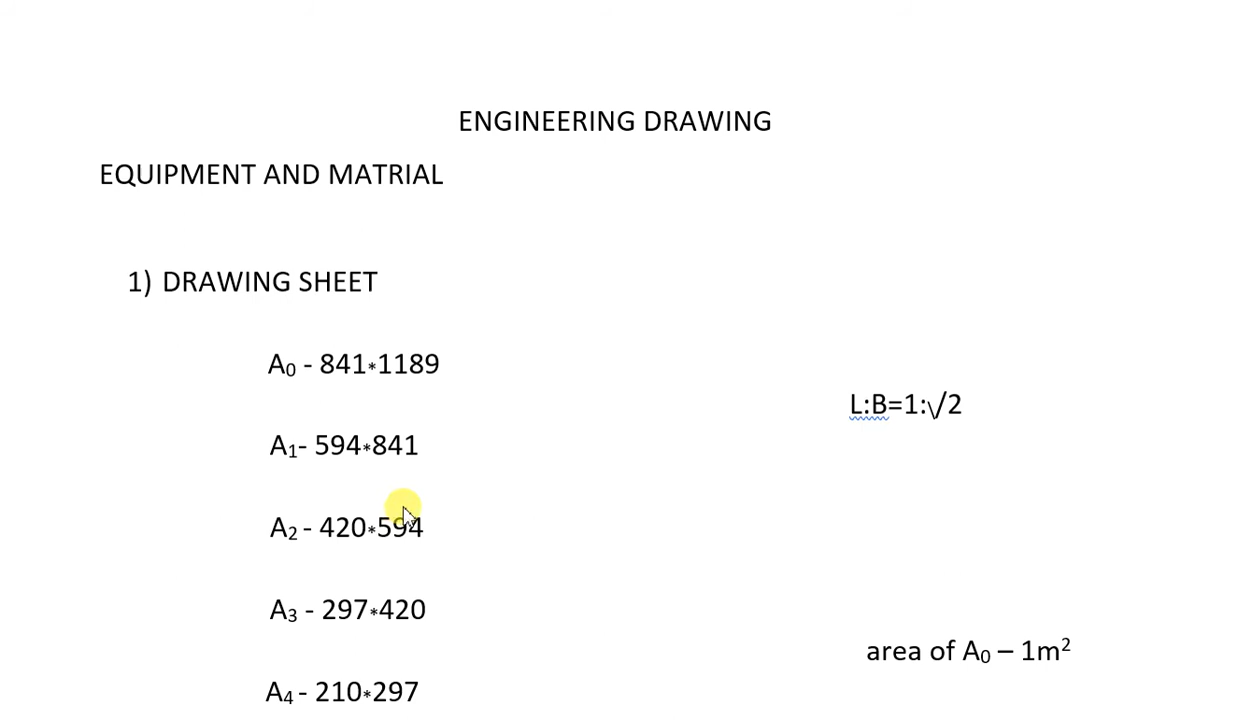 ENGINEERING DRAWING
EQUIPMENT AND MATRIAL
1) DRAWING SHEET
A₀ - 841*1189
L:B=1:√2
A₁- 594*841
A₂ - 420*594
A₃ - 297*420
area of A₀ – 1m²
A₄ - 210*297